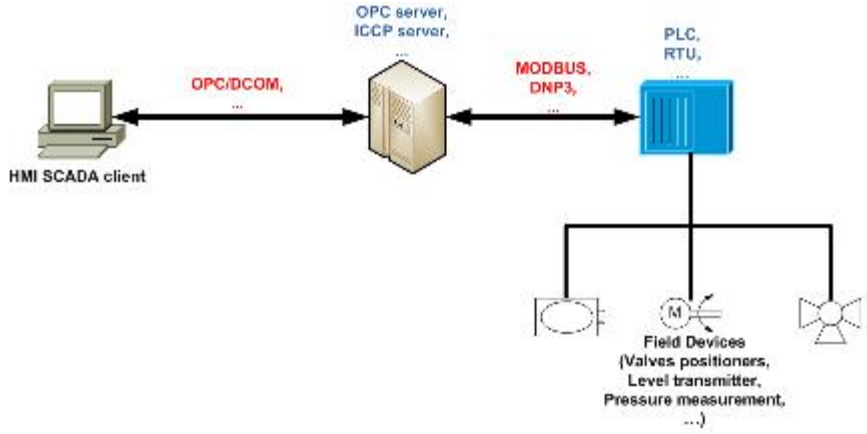 OPC server,
ICCP server,
...
PLC,
RTU,
...
OPC/DCOM,
...
MODBUS,
DNP3,
...
HMI SCADA client
M
Field Devices
(Valves positioners,
Level transmitter,
Pressure measurement,
...)